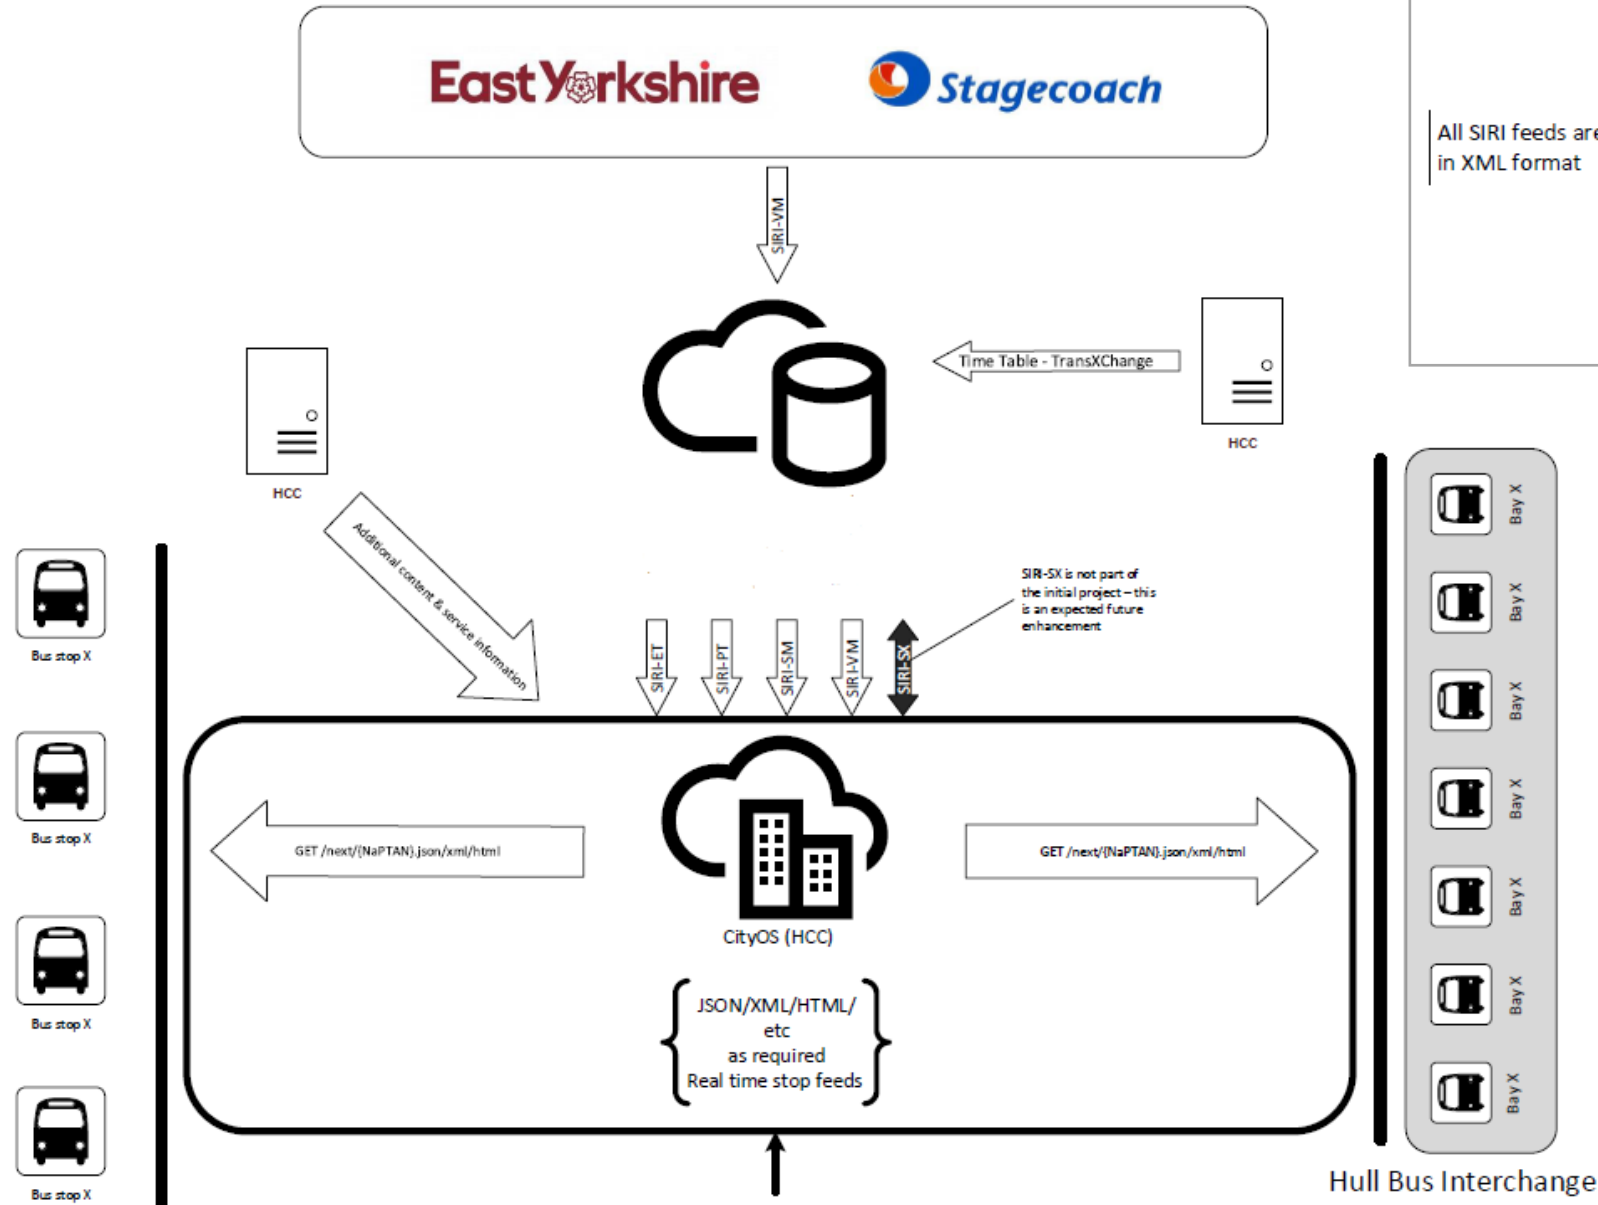 East Yorkshire
Stagecoach
All SIRI feeds are
in XML format
SIRI-VM
Time Table - TransXChange
HCC
HCC
Additional content & service information
SIRI-SX is not part of
the initial project – this
is an expected future
enhancement
SIRI-ET
SIRI-PT
SIRI-SM
SIRI-VM
SIRI-SX
Bus stop X
Bus stop X
Bus stop X
Bus stop X
GET /next/{NaPTAN}.json/xml/html
GET /next/{NaPTAN}.json/xml/html
CityOS (HCC)
JSON/XML/HTML/
etc
as required
Real time stop feeds
Bay X
Bay X
Bay X
Bay X
Bay X
Bay X
Bay X
Hull Bus Interchange